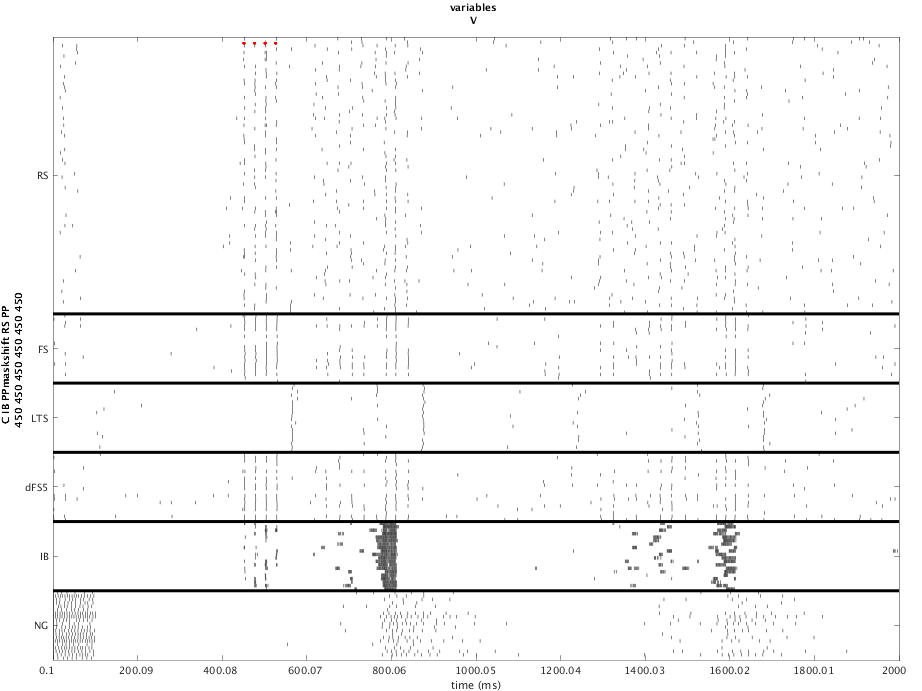 variables
V
C IB PPmaskshift RS PP
450 450 450 450 450 450 450
RS
FS
LTS
dFS5
IB
NG
0.1 200.09 400.08 600.07 800.06 1000.05 1200.04 1400.03 1600.02 1800.01 2000
time (ms)